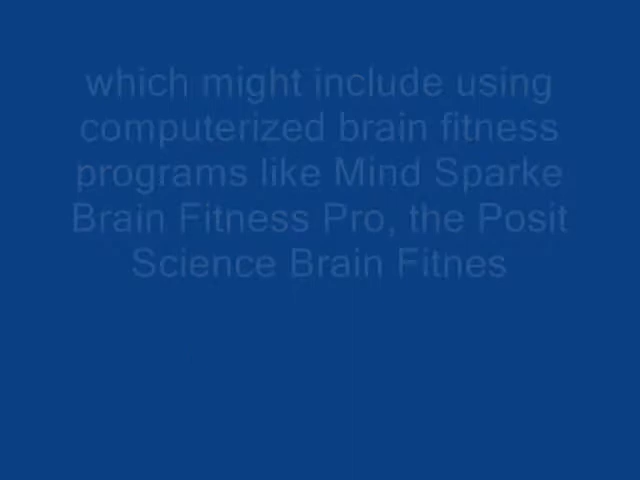 which might include using
computerized brain fitness
programs like Mind Sparke
Brain Fitness Pro, the Posit
Science Brain Fitnes